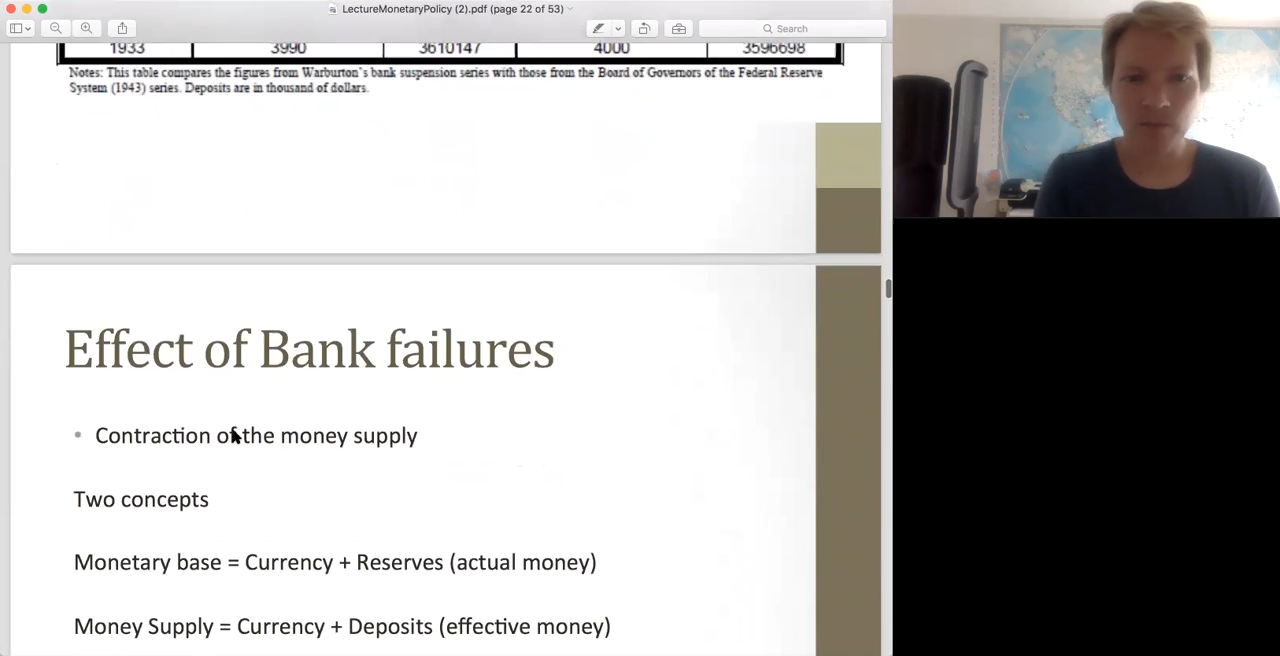 LectureMonetaryPolicy (2).pdf (page 22 of 53)
Search
1933 3990 3610147 4000 3596698
Notes: This table compares the figures from Warburton's bank suspension series with those from the Board of Governors of the Federal Reserve
System (1943) series. Deposits are in thousand of dollars.
Effect of Bank failures
• Contraction of the money supply
Two concepts
Monetary base = Currency + Reserves (actual money)
Money Supply = Currency + Deposits (effective money)